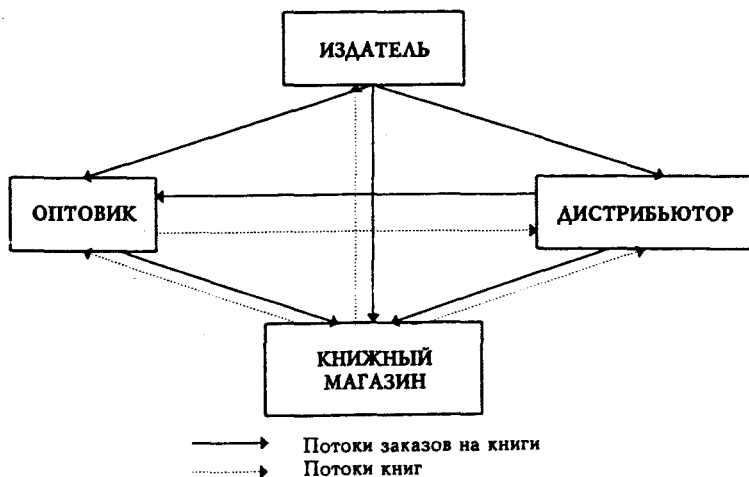 ИЗДАТЕЛЬ
ОПТОВИК
ДИСТРИБЬЮТОР
КНИЖНЫЙ
МАГАЗИН
Потоки заказов на книги
Потоки книг